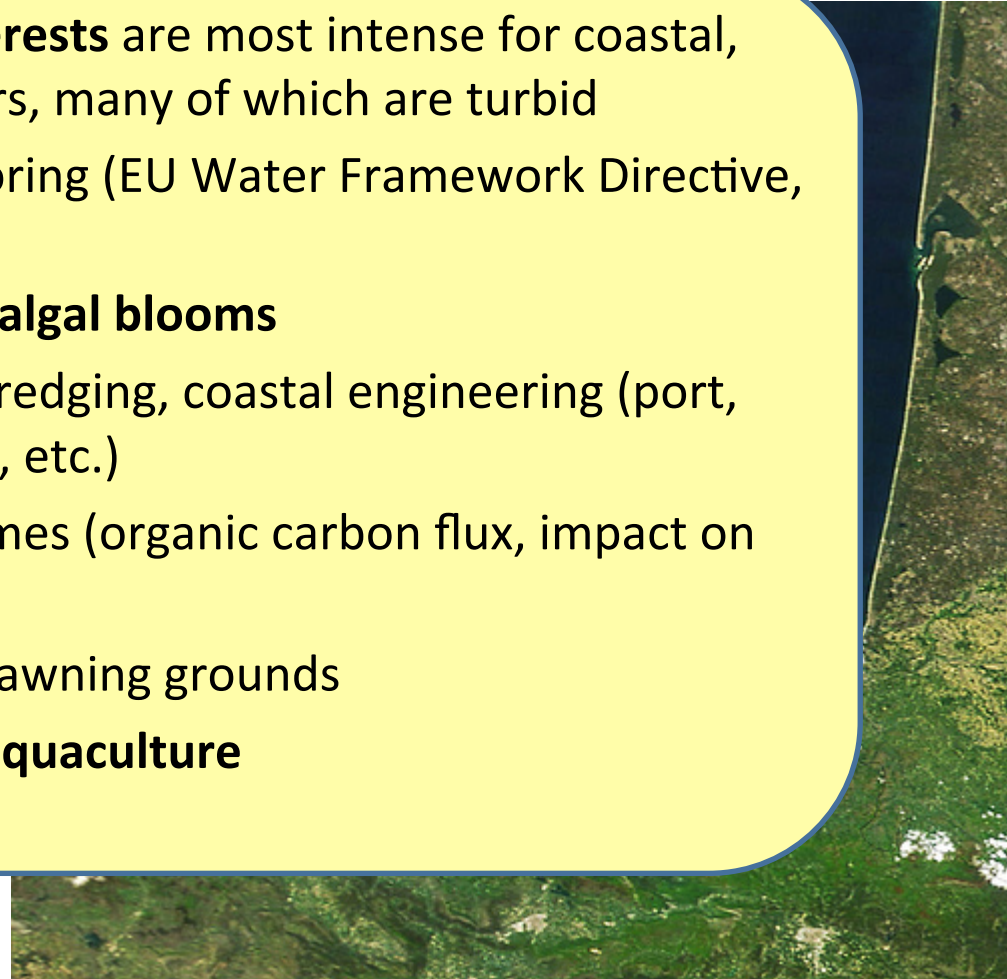 erests are most intense for coastal,
rs, many of which are turbid
oring (EU Water Framework Directive,
algal blooms
redging, coastal engineering (port,
, etc.)
mes (organic carbon flux, impact on
awning grounds
quaculture